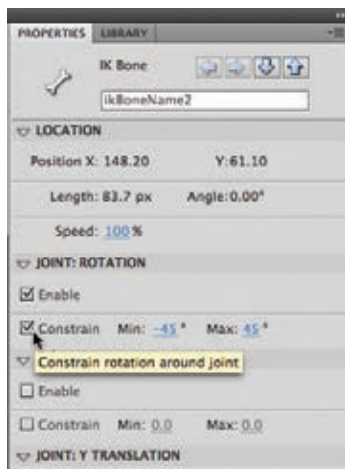 PROPERTIES LIBRARY
IK Bone
ikBoneName2
LOCATION
Position X: 148.20 Y: 61.10
Length: 83.7 px Angle: 0.00°
Speed: 100 %
JOINT: ROTATION
Enable
Constrain Min: -45 ° Max: 45 °
Constrain rotation around joint
Enable
Constrain Min: 0.0 Max: 0.0
JOINT: Y TRANSLATION